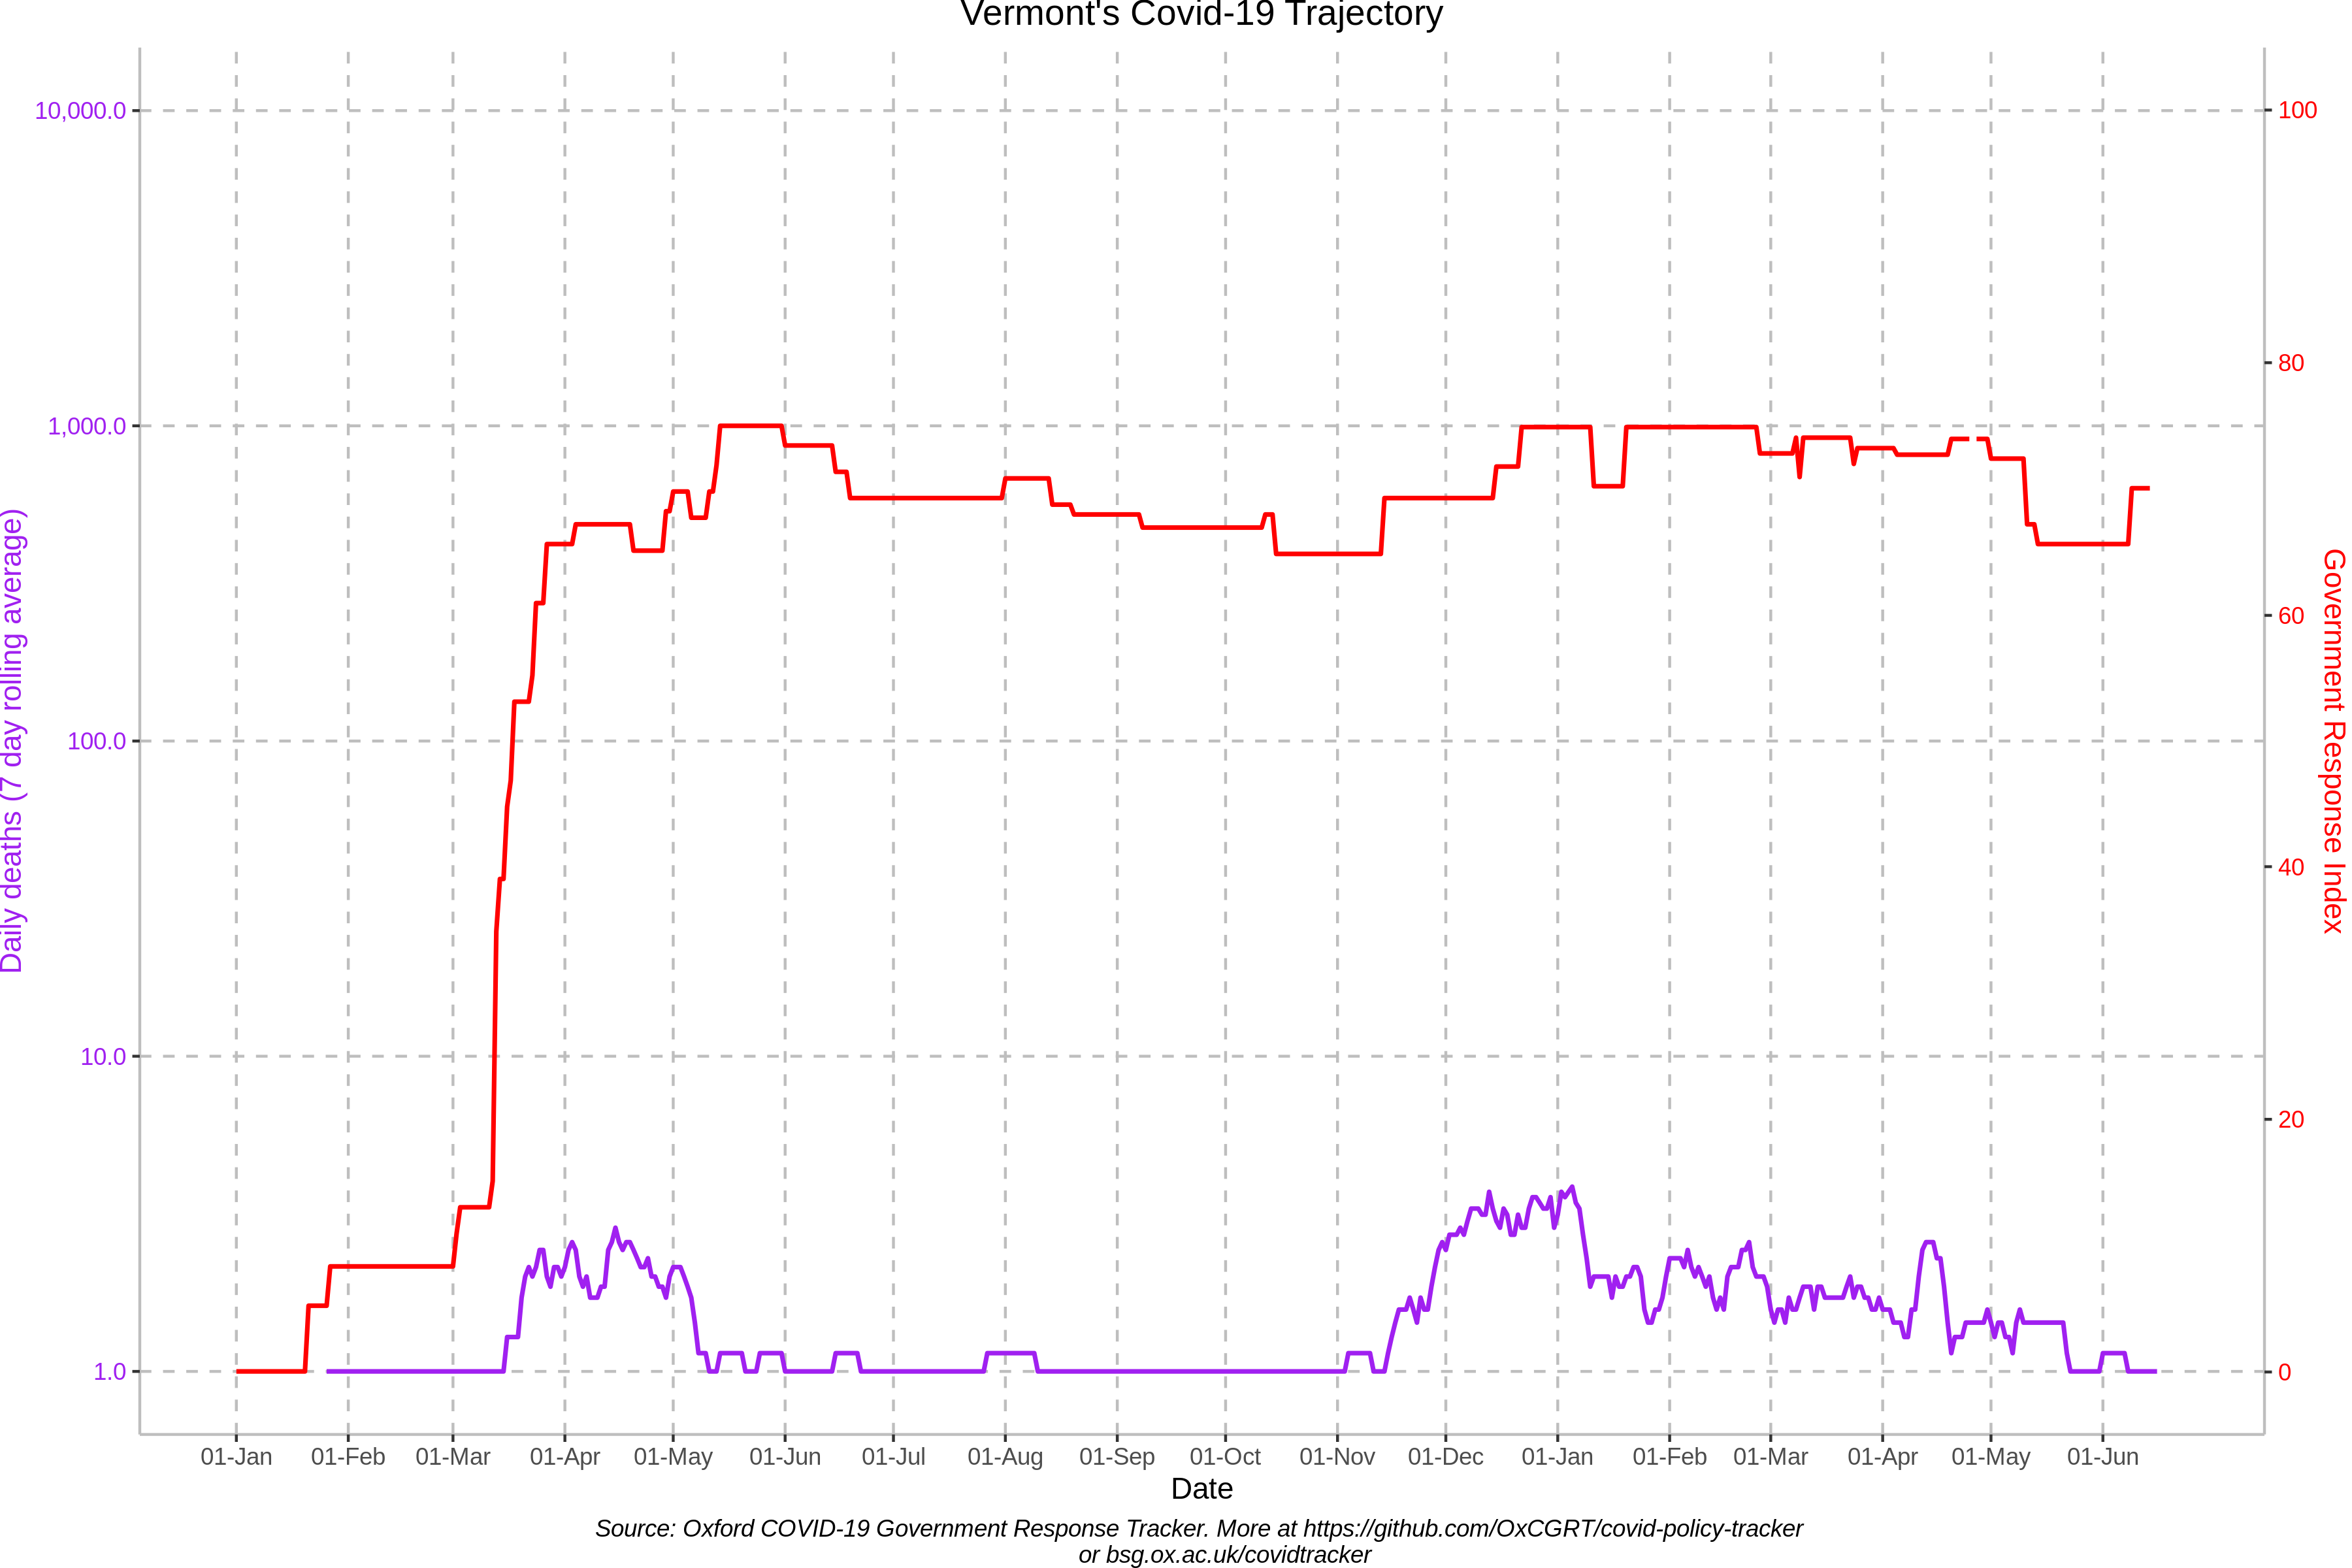 Vermont's Covid-19 Trajectory
10,000.0
1,000.0
100.0
10.0
1.0
Daily deaths (7 day rolling average)
100
80
60
40
20
0
Government Response Index
01-Jan 01-Feb 01-Mar 01-Apr 01-May 01-Jun 01-Jul 01-Aug 01-Sep 01-Oct 01-Nov 01-Dec 01-Jan 01-Feb 01-Mar 01-Apr 01-May 01-Jun
Date
Source: Oxford COVID-19 Government Response Tracker. More at https://github.com/OxCGRT/covid-policy-tracker
or bsg.ox.ac.uk/covidtracker